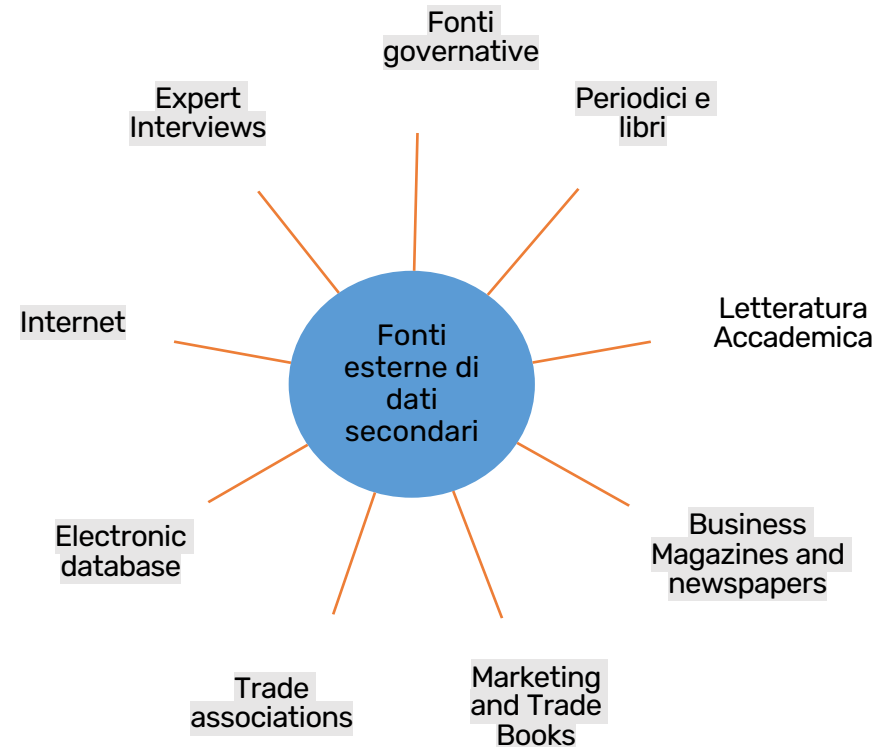 Fonti
governative
Expert
Interviews
Periodici e
libri
Internet
Fonti
esterne di
dati
secondari
Letteratura
Accademica
Electronic
database
Business
Magazines and
newspapers
Trade
associations
Marketing
and Trade
Books